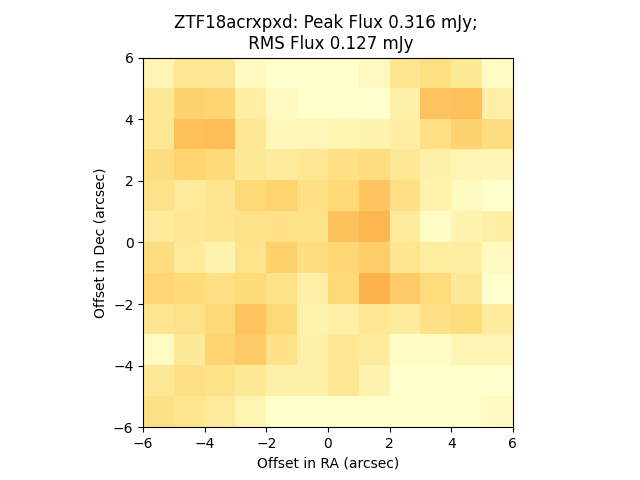 ZTF18acrxpxd: Peak Flux 0.316 mJy;
RMS Flux 0.127 mJy
6
4
2
0
−2
−4
−6
Offset in Dec (arcsec)
−6 −4 −2 0 2 4 6
Offset in RA (arcsec)